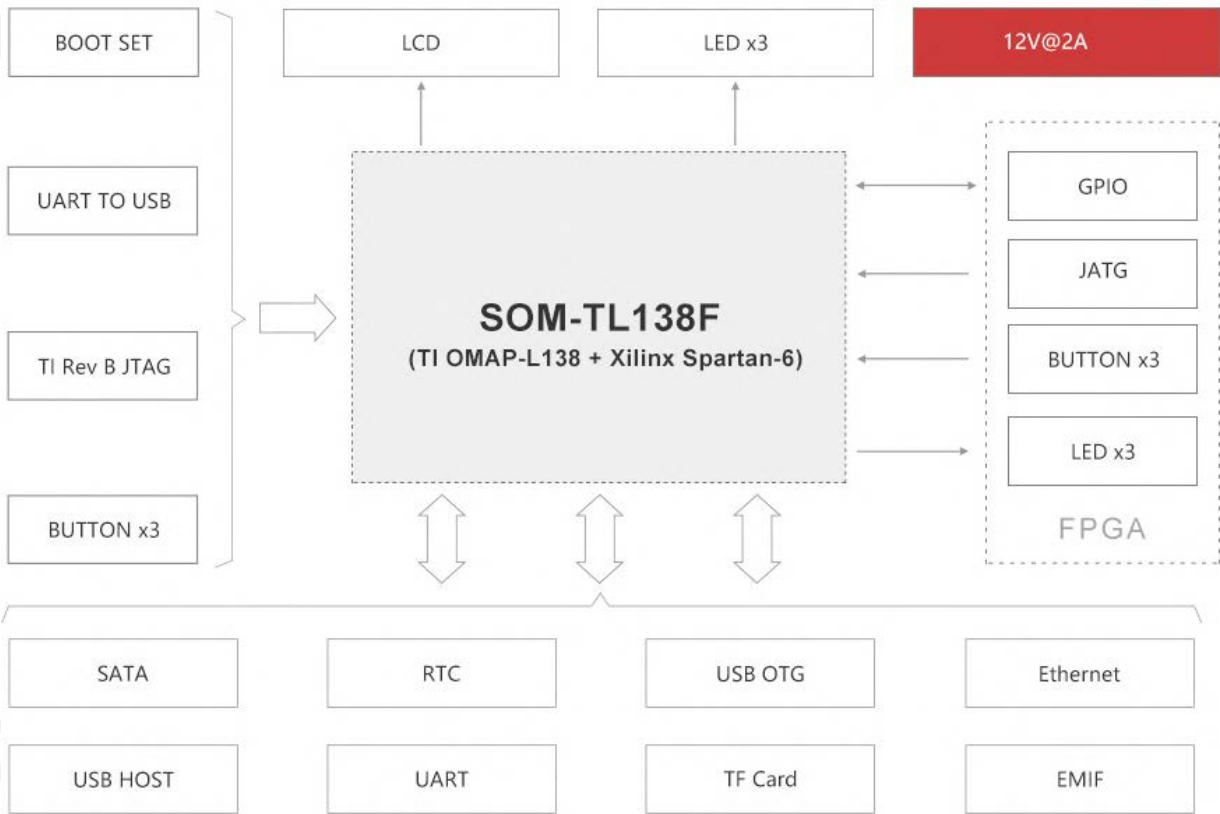 BOOT SET
LCD
LED x3
12V@2A
UART TO USB
GPIO
JATG
SOM-TL138F
(TI OMAP-L138 + Xilinx Spartan-6)
TI Rev B JTAG
BUTTON x3
LED x3
BUTTON x3
FPGA
SATA
RTC
USB OTG
Ethernet
USB HOST
UART
TF Card
EMIF